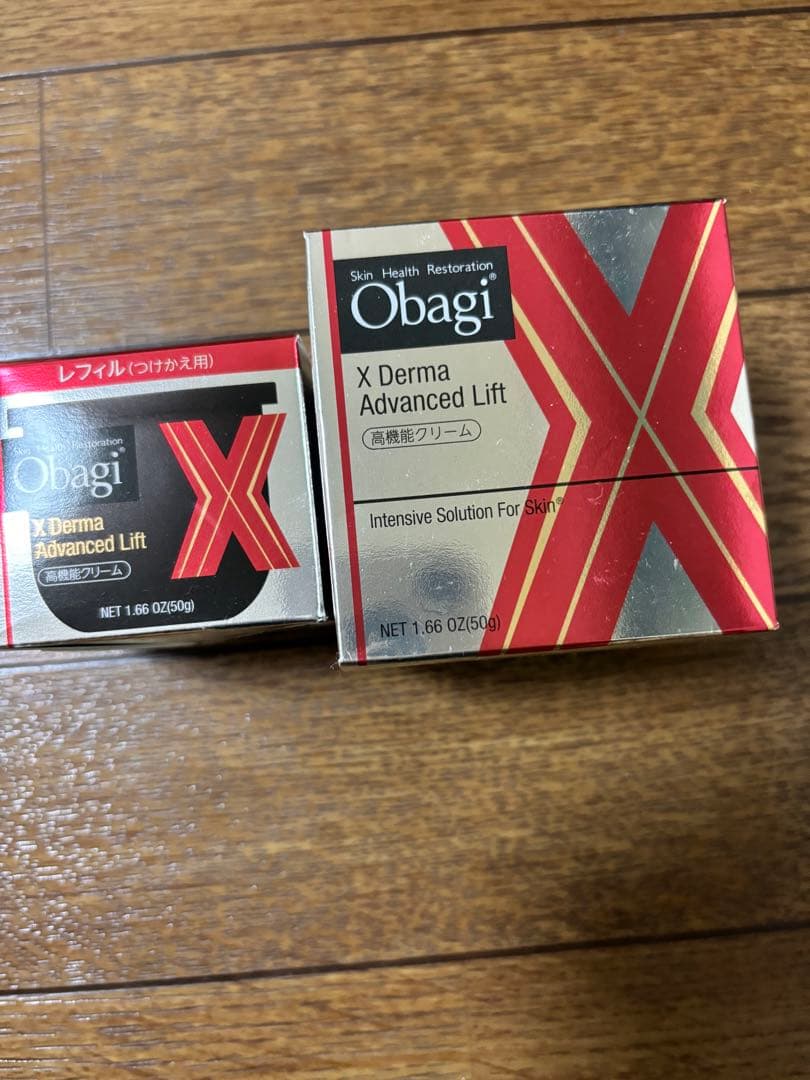 レフィル(つけかえ用)
Skin Health Restoration
Obagi®
X Derma
Advanced Lift
高機能クリーム
NET 1.66 OZ(50g)
X
Skin Health Restoration
Obagi®
X Derma
Advanced Lift
高機能クリーム
Intensive Solution For Skin®
NET 1.66 OZ(50g)
X